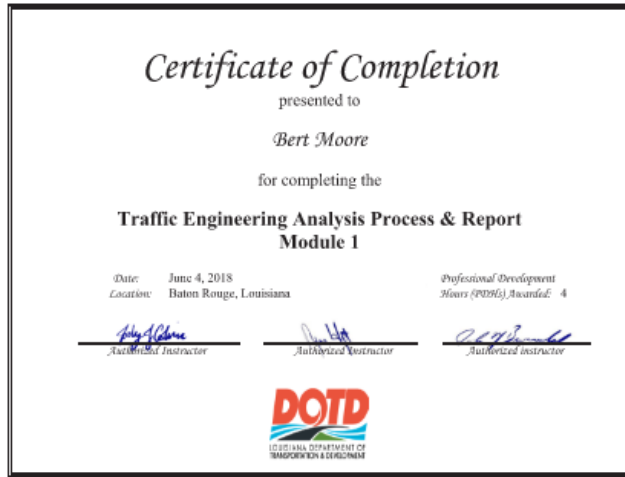 Certificate of Completion
presented to
Bert Moore
for completing the
Traffic Engineering Analysis Process & Report
Module 1
Date: June 4, 2018
Location: Baton Rouge, Louisiana
Professional Development
Hours (PDHs) Awarded: 4
Authorized Instructor
Authorized Instructor
Authorized instructor
DOTD
LOUISIANA DEPARTMENT OF
TRANSPORTATION & DEVELOPMENT